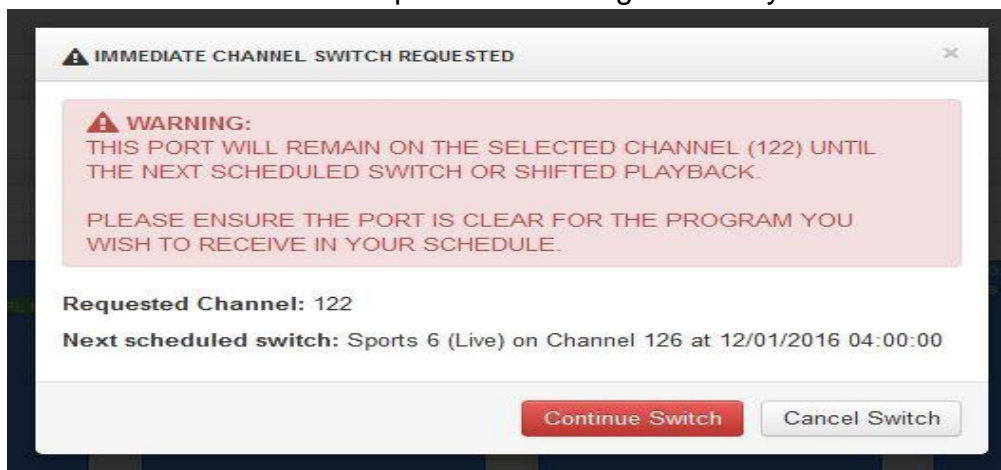 IMMEDIATE CHANNEL SWITCH REQUESTED
×
WARNING:
THIS PORT WILL REMAIN ON THE SELECTED CHANNEL (122) UNTIL
THE NEXT SCHEDULED SWITCH OR SHIFTED PLAYBACK.
PLEASE ENSURE THE PORT IS CLEAR FOR THE PROGRAM YOU
WISH TO RECEIVE IN YOUR SCHEDULE.
Requested Channel: 122
Next scheduled switch: Sports 6 (Live) on Channel 126 at 12/01/2016 04:00:00
Continue Switch
Cancel Switch